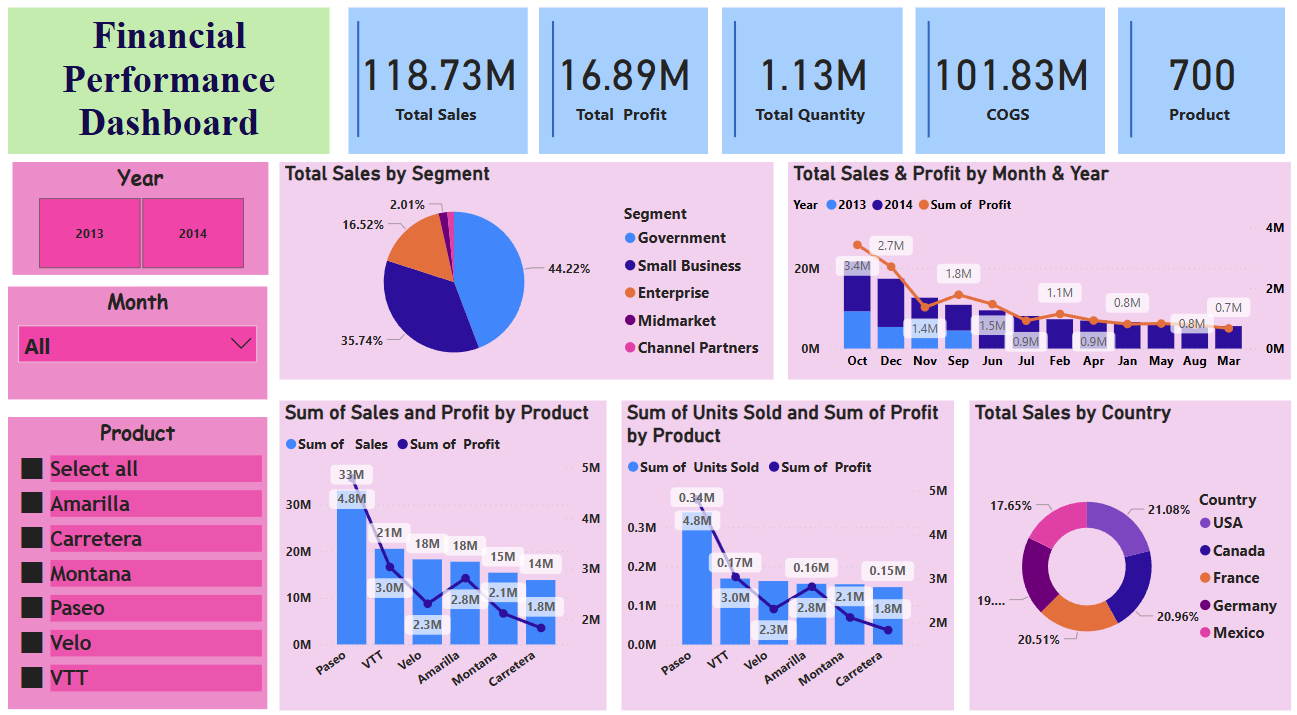 Financial
Performance
Dashboard
118.73M
Total Sales
16.89M
Total Profit
1.13M
Total Quantity
101.83M
COGS
700
Product
Year
2013
2014
Month
All
Product
Select all
Amarilla
Carretera
Montana
Paseo
Velo
VTT
Total Sales by Segment
2.01%
16.52%
44.22%
35.74%
Segment
Government
Small Business
Enterprise
Midmarket
Channel Partners
Total Sales & Profit by Month & Year
Year 2013 2014 Sum of Profit
4M
2.7M
3.4M
20M
1.8M
2M
1.1M
0.8M
0.7M
1.4M
1.5M
0.8M
0.9M
0.9M
0M
0M
Oct Dec Nov Sep Jun Jul Feb Apr Jan May Aug Mar
Sum of Sales and Profit by Product
Sum of Sales Sum of Profit
5M
33M
4.8M
30M
4M
21M
18M
18M
20M
15M
14M
3M
3.0M
2.8M
2.1M
10M
1.8M
2.3M
2M
0M
Paseo VTT Velo Amarilla Montana Carretera
Sum of Units Sold and Sum of Profit
by Product
Sum of Units Sold Sum of Profit
5M
0.34M
4.8M
0.3M
4M
0.17M
0.16M
0.15M
0.2M
3M
3.0M
2.8M
2.1M
0.1M
1.8M
2.3M
2M
0.0M
Paseo VTT Velo Amarilla Montana Carretera
Total Sales by Country
17.65%
21.08%
19....
20.96%
20.51%
Country
USA
Canada
France
Germany
Mexico